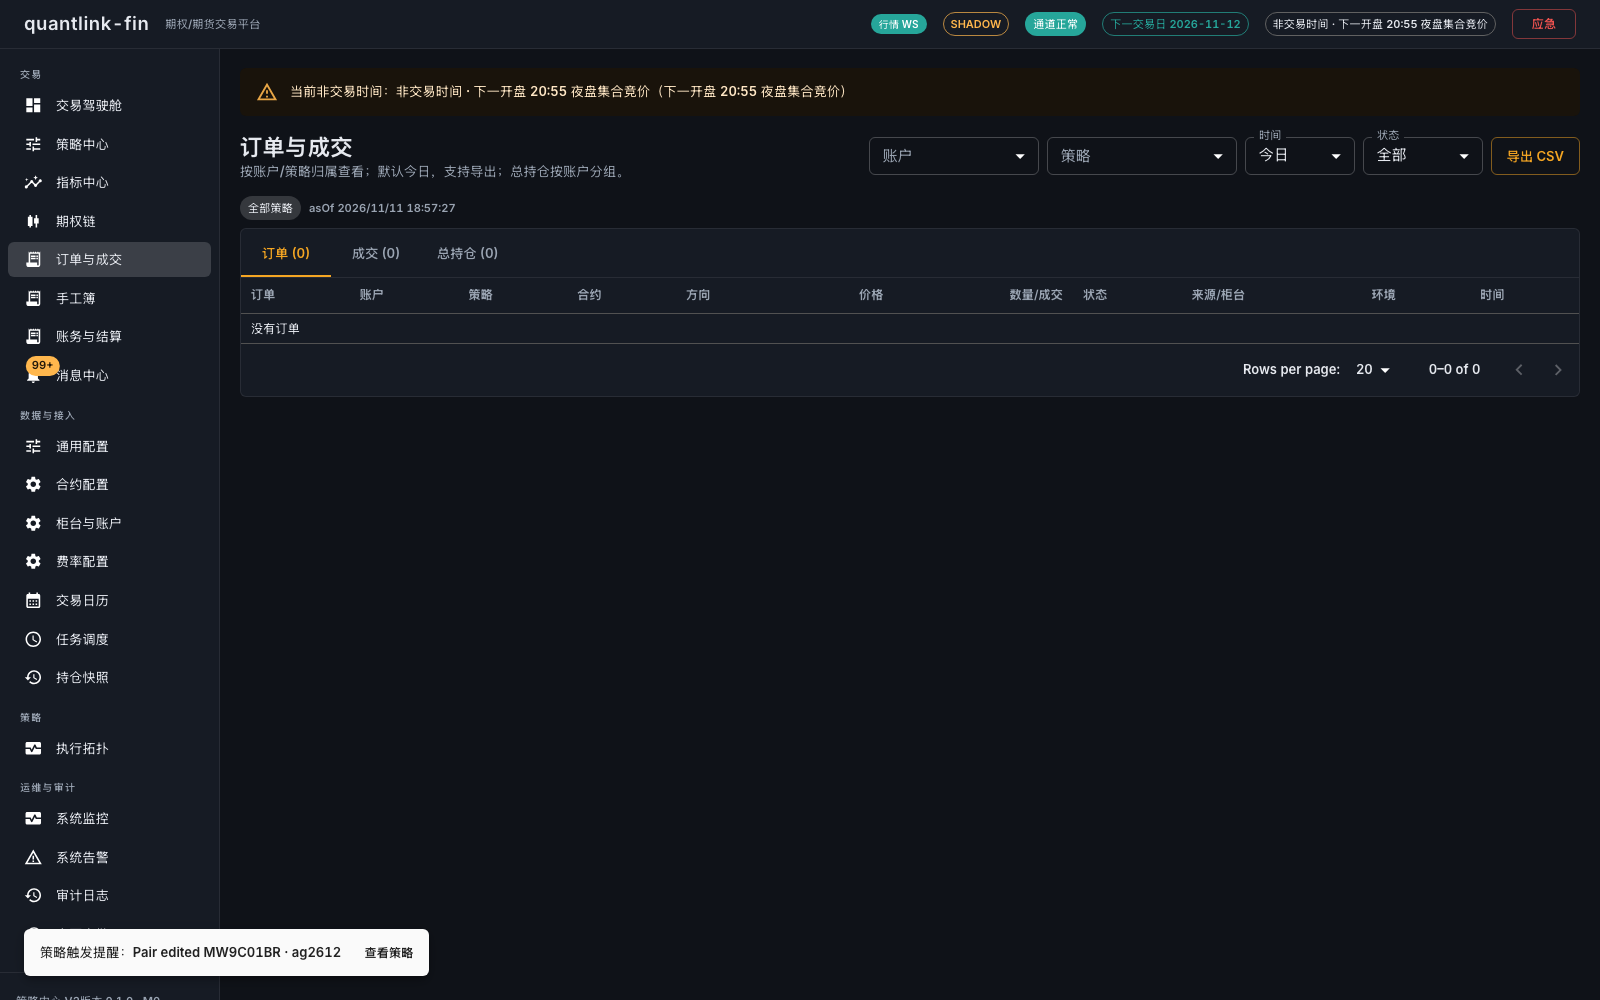 quantlink-fin 期权/期货交易平台
行情 WS SHADOW 通道正常 下一交易日 2026-11-12 非交易时间 · 下一开盘 20:55 夜盘集合竞价 应急
交易
交易驾驶舱
策略中心
指标中心
期权链
订单与成交
手工簿
账务与结算
99+
消息中心
数据与接入
通用配置
合约配置
柜台与账户
费率配置
交易日历
任务调度
持仓快照
策略
执行拓扑
运维与审计
系统监控
系统告警
审计日志
当前非交易时间：非交易时间 · 下一开盘 20:55 夜盘集合竞价（下一开盘 20:55 夜盘集合竞价）
订单与成交
按账户/策略归属查看；默认今日，支持导出；总持仓按账户分组。
账户 策略 时间 今日 状态 全部 导出 CSV
全部策略 asOf 2026/11/11 18:57:27
订单 (0) 成交 (0) 总持仓 (0)
订单 账户 策略 合约 方向 价格 数量/成交 状态 来源/柜台 环境 时间
没有订单
Rows per page: 20 0–0 of 0
策略触发提醒：Pair edited MW9C01BR · ag2612 查看策略